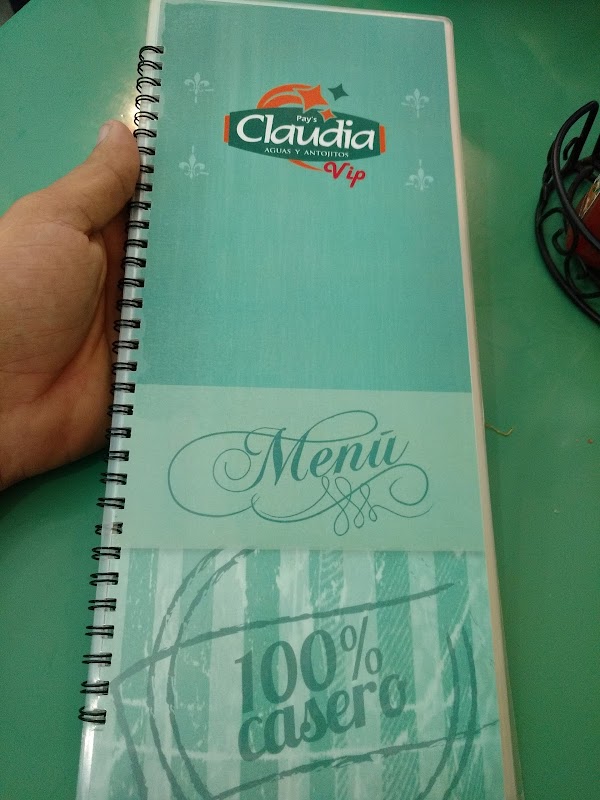 Pay's
Claudia
AGUAS Y ANTOJITOS
Vip
Menú
100%
casero